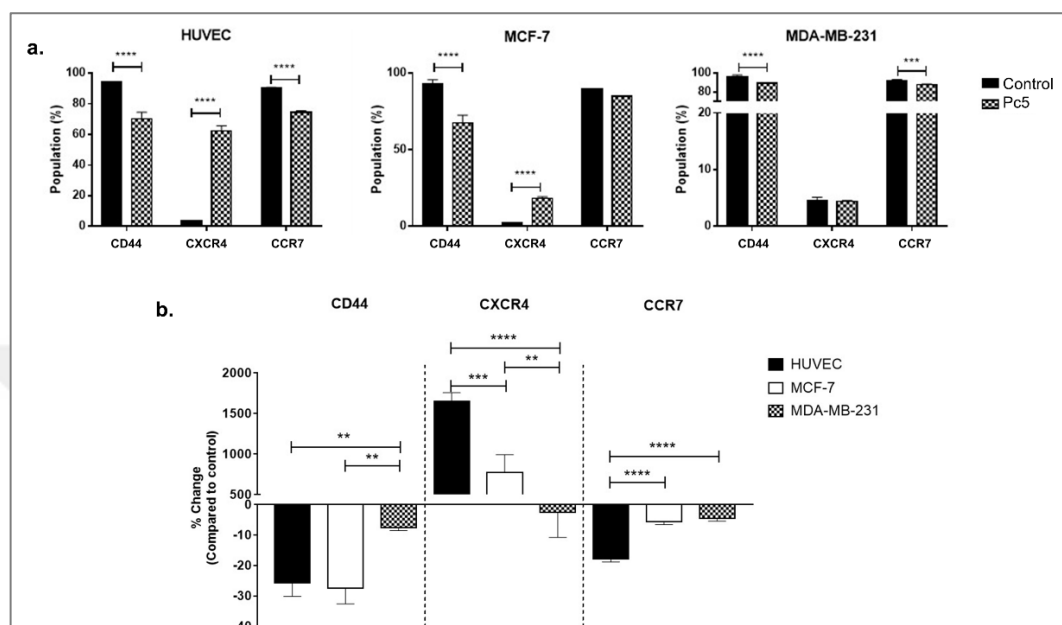 a.
HUVEC
MCF-7
MDA-MB-231
****
****
****
****
****
****
***
Population (%)
100
80
60
40
20
0
Population (%)
100
50
0
Population (%)
100
80
20
10
0
Control
Pc5
CD44
CXCR4
CCR7
CD44
CXCR4
CCR7
CD44
CXCR4
CCR7
b.
CD44
CXCR4
CCR7
****
**
***
**
**
****
****
HUVEC
MCF-7
MDA-MB-231
% Change
(Compared to control)
2000
1500
1000
500
0
-10
-20
-30
-40